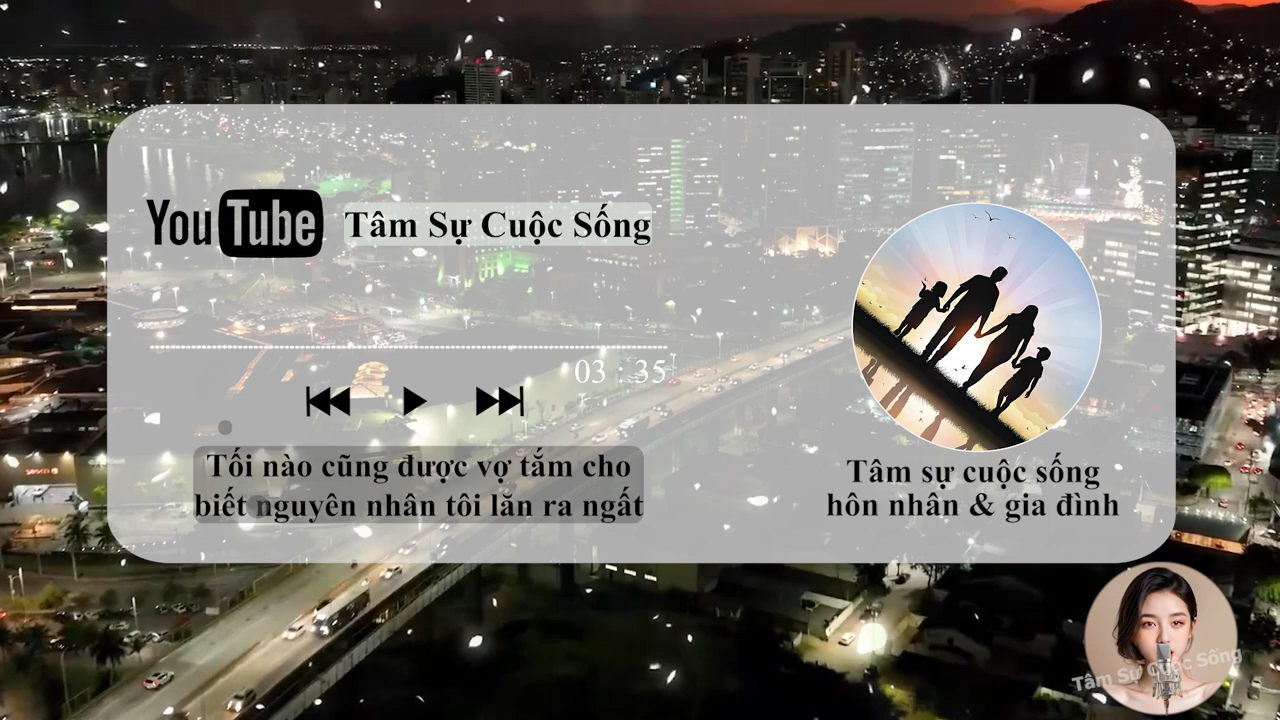 YouTube
Tâm Sự Cuộc Sống
03 : 35
Tối nào cũng được vợ tắm cho
biết nguyên nhân tôi lăn ra ngất
Tâm sự cuộc sống
hôn nhân & gia đình
Tâm Sự Cuộc Sống